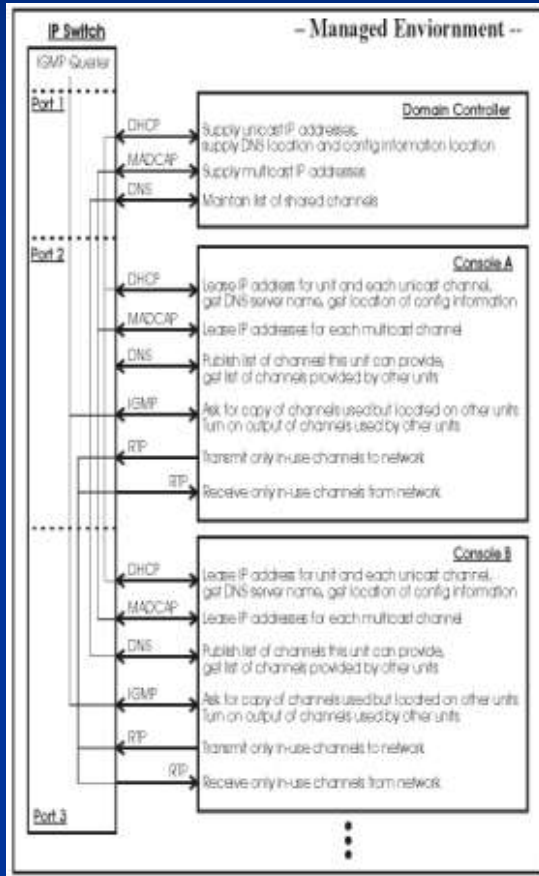 -- Managed Enviornment --
IP Switch
IGMP Querier
Port 1
Domain Controller
DHCP
Supply unicast IP addresses,
supply DNS location and config information location
MADCAP
Supply multicast IP addresses
DNS
Maintain list of shared channels
Port 2
Console A
DHCP
Lease IP address for unit and each unicast channel,
get DNS server name, get location of config information
MADCAP
Lease IP addresses for each multicast channel
DNS
Publish list of channels this unit can provide,
get list of channels provided by other units
IGMP
Ask for copy of channels used but located on other units
Turn on output of channels used by other units
RTP
Transmit only in-use channels to network
RTP
Receive only in-use channels from network
Console B
DHCP
Lease IP address for unit and each unicast channel,
get DNS server name, get location of config information
MADCAP
Lease IP addresses for each multicast channel
DNS
Publish list of channels this unit can provide,
get list of channels provided by other units
IGMP
Ask for copy of channels used but located on other units
Turn on output of channels used by other units
RTP
Transmit only in-use channels to network
RTP
Receive only in-use channels from network
Port 3